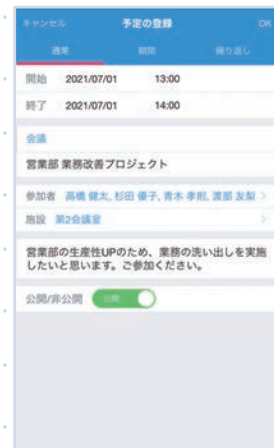 キャンセル 予定の登録 OK
通常 期間 繰り返し
開始 2021/07/01 13:00
終了 2021/07/01 14:00
会議
営業部 業務改善プロジェクト
参加者 高橋 健太, 杉田 優子, 青木 孝則, 渡部 友梨
施設 第2会議室
営業部の生産性UPのため、業務の洗い出しを実施
したいと思います。ご参加ください。
公開/非公開 公開